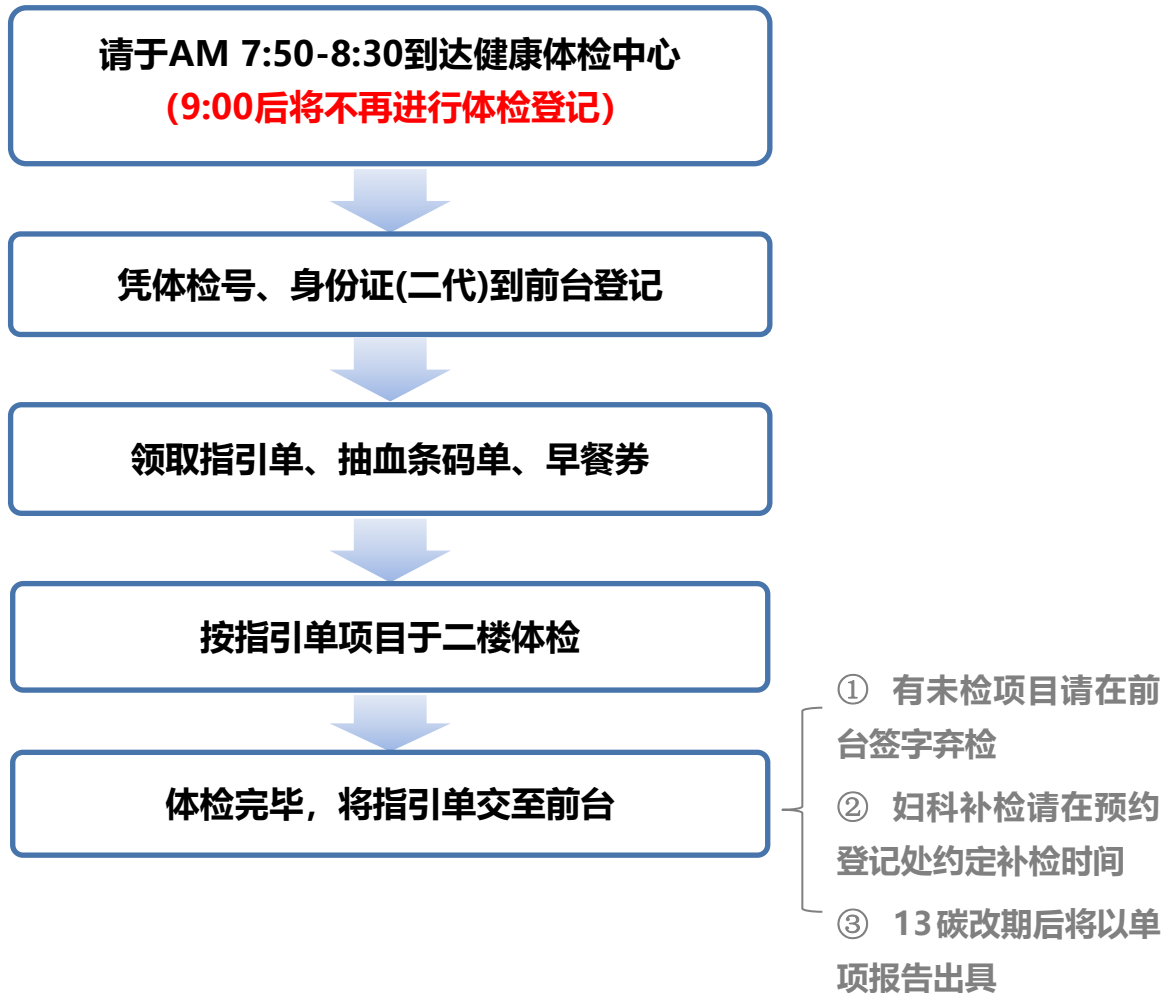 请于AM 7:50-8:30到达健康体检中心
(9:00后将不再进行体检登记)
凭体检号、身份证(二代)到前台登记
领取指引单、抽血条码单、早餐券
按指引单项目于二楼体检
体检完毕，将指引单交至前台
① 有未检项目请在前
台签字弃检
② 妇科补检请在预约
登记处约定补检时间
③ 13碳改期后将以单
项报告出具